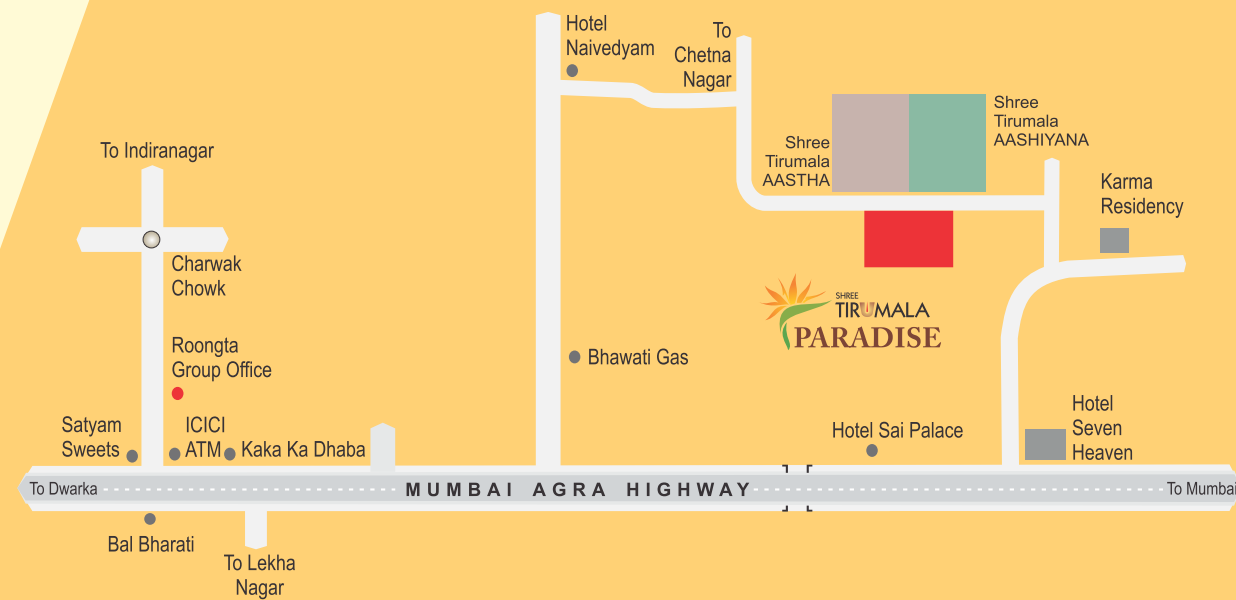 Hotel
Naivedyam
To
Chetna
Nagar
Shree
Tirumala
AASHIYANA
Shree
Tirumala
AASTHA
To Indiranagar
Karma
Residency
Charwak
Chowk
SHREE
TIRUMALA
PARADISE
Roongta
Group Office
Bhawati Gas
Satyam
Sweets
ICICI
ATM
Kaka Ka Dhaba
Hotel Sai Palace
Hotel
Seven
Heaven
To Dwarka
MUMBAI AGRA HIGHWAY
To Mumbai
Bal Bharati
To Lekha
Nagar